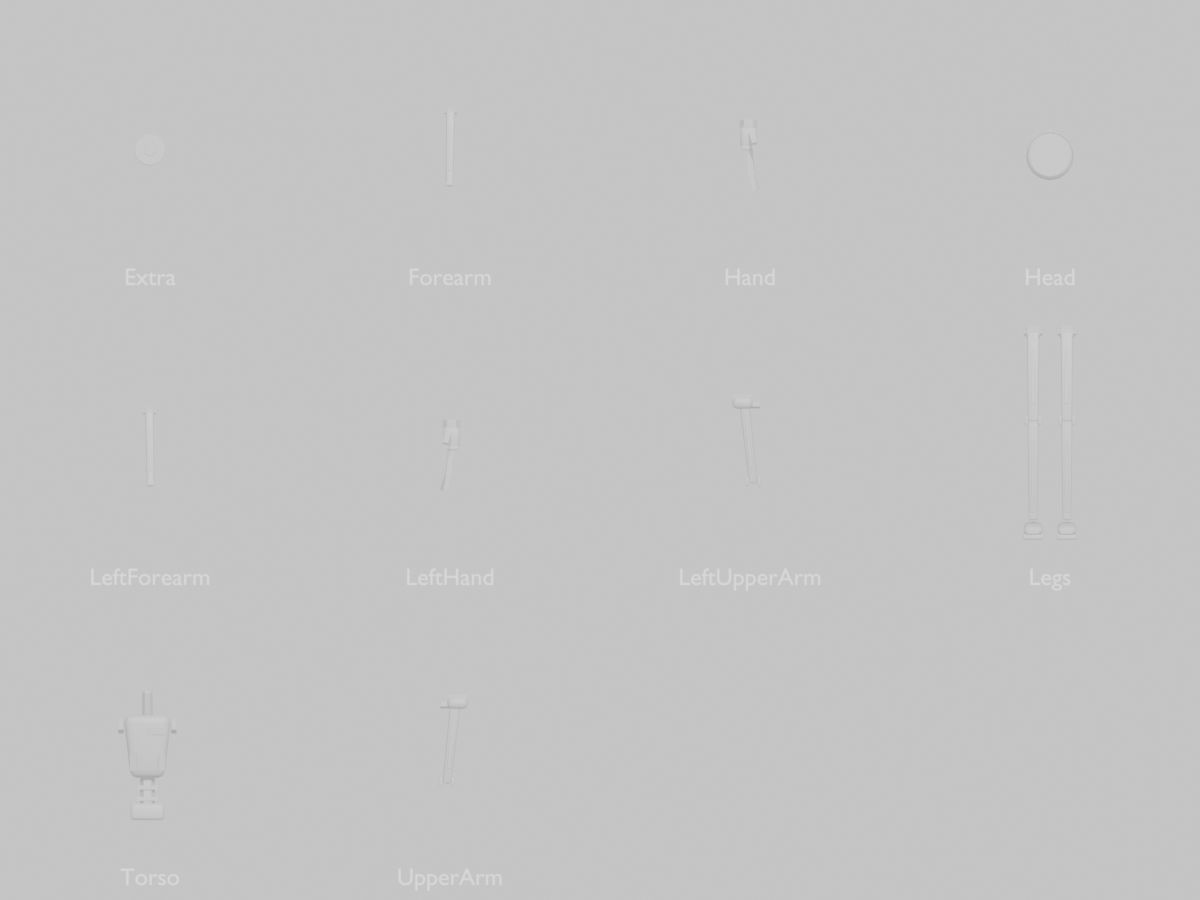 Extra
Forearm
Hand
Head
LeftForearm
LeftHand
LeftUpperArm
Legs
Torso
UpperArm